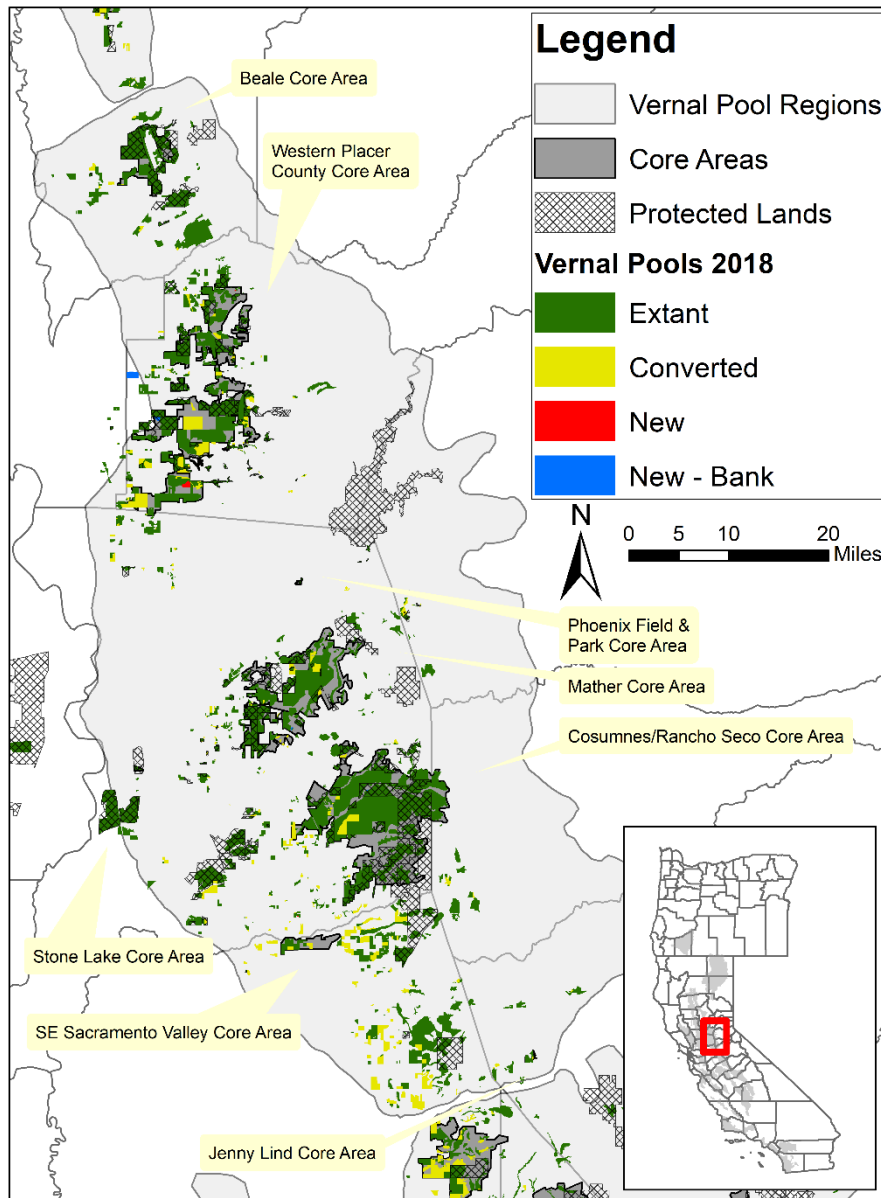 Legend
Vernal Pool Regions
Core Areas
Protected Lands
Vernal Pools 2018
Extant
Converted
New
New - Bank
N
0 5 10 20
Miles
Beale Core Area
Western Placer
County Core Area
Phoenix Field &
Park Core Area
Mather Core Area
Cosumnes/Rancho Seco Core Area
Stone Lake Core Area
SE Sacramento Valley Core Area
Jenny Lind Core Area